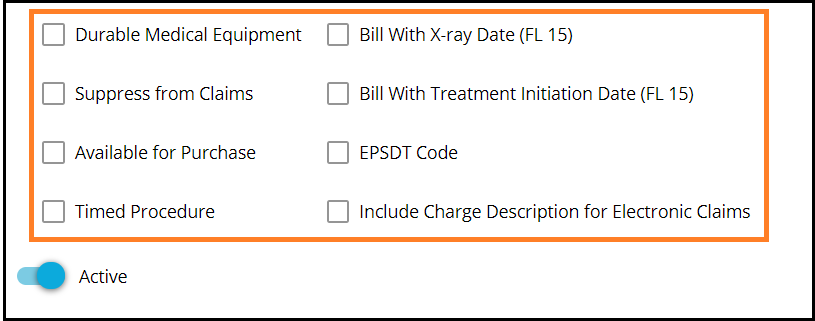 Durable Medical Equipment
Bill With X-ray Date (FL 15)
Suppress from Claims
Bill With Treatment Initiation Date (FL 15)
Available for Purchase
EPSDT Code
Timed Procedure
Include Charge Description for Electronic Claims
Active